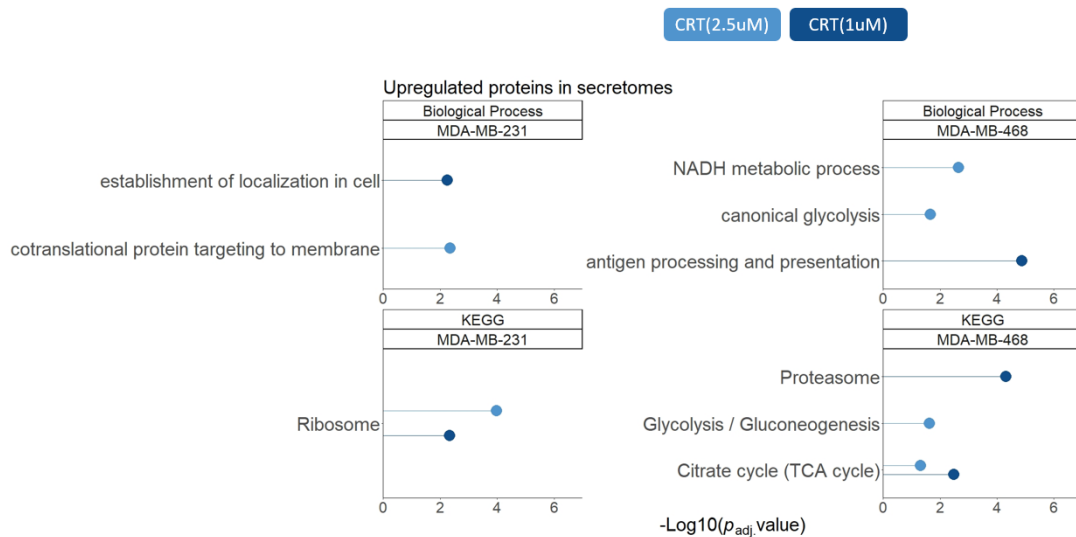 CRT(2.5uM) CRT(1uM)
Upregulated proteins in secretomes
Biological Process
MDA-MB-231
establishment of localization in cell
cotranslational protein targeting to membrane
0 2 4 6
KEGG
MDA-MB-231
Ribosome
0 2 4 6
Biological Process
MDA-MB-468
NADH metabolic process
canonical glycolysis
antigen processing and presentation
0 2 4 6
KEGG
MDA-MB-468
Proteasome
Glycolysis / Gluconeogenesis
Citrate cycle (TCA cycle)
0 2 4 6
-Log10(padj.value)